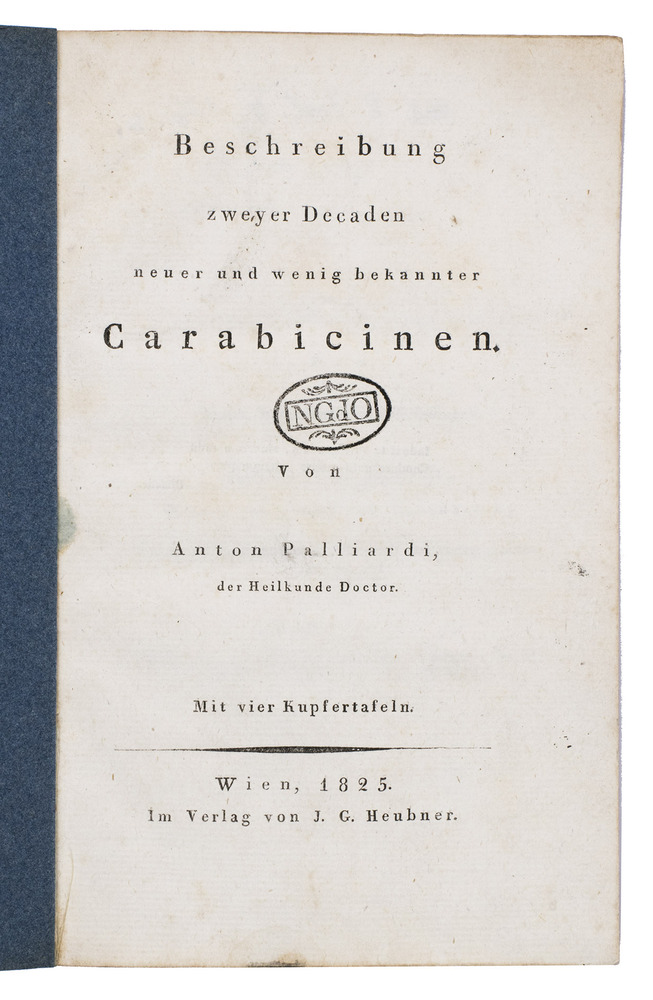 Beschreibung
zweyer Decaden
neuer und wenig bekannter
Carabicinen.
NGdO
Von
Anton Palliardi,
der Heilkunde Doctor.
Mit vier Kupfertafeln.
Wien, 1825.
Im Verlag von J. G. Heubner.